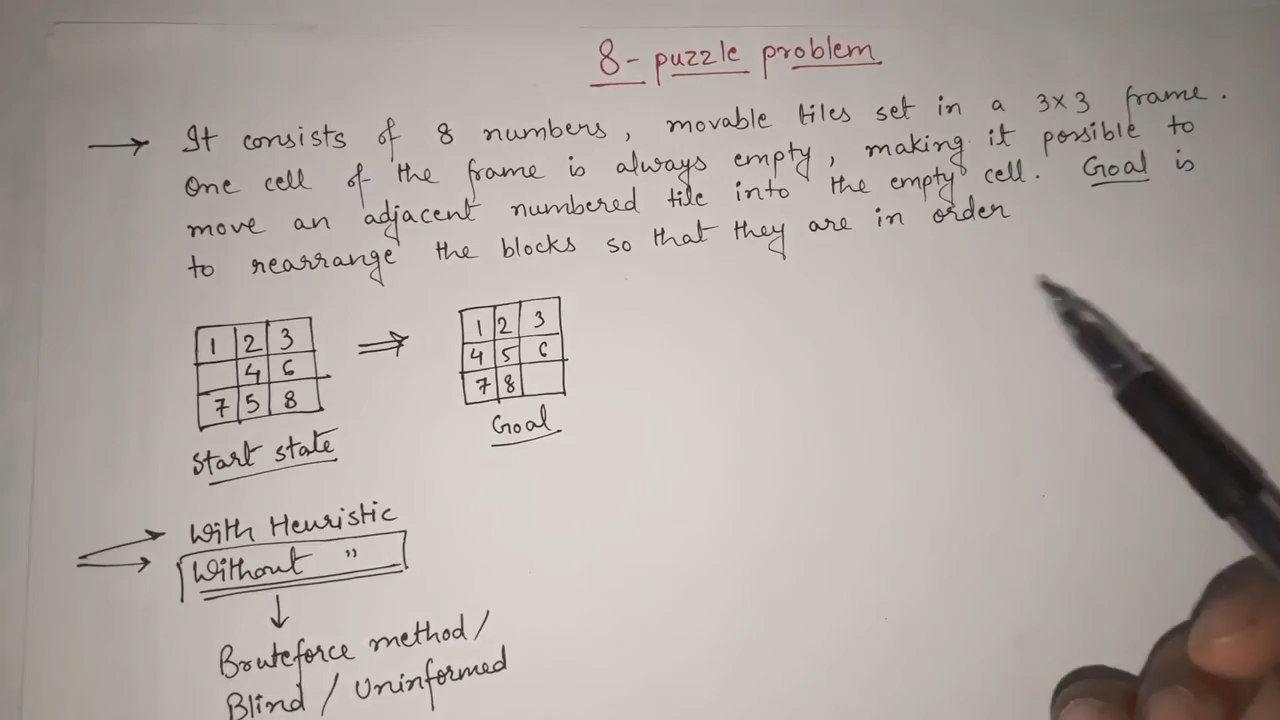 8- puzzle problem
→ It consists of 8 numbers, movable tiles set in a 3×3 frame.
One cell of the frame is always empty, making it possible to
move an adjacent numbered tile into the empty cell. Goal is
to rearrange the blocks so that they are in order
1 2 3
4 6
7 5 8
Start state
⇒
1 2 3
4 5 6
7 8
Goal
With Heuristic
Without "
↓
Bruteforce method/
Blind / Uninformed